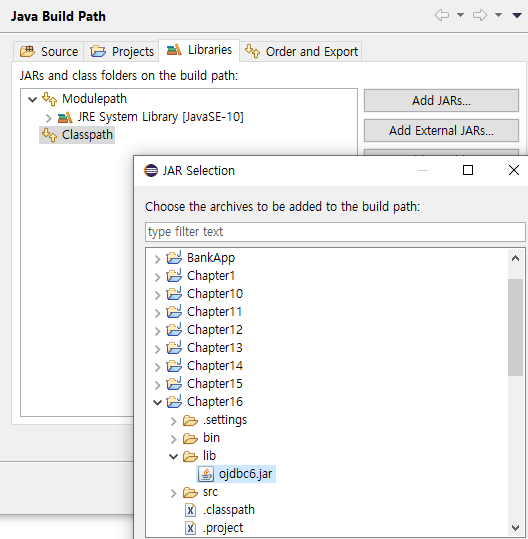 Java Build Path
Source
Projects
Libraries
Order and Export
JARs and class folders on the build path:
Modulepath
JRE System Library [JavaSE-10]
Classpath
Add JARs...
Add External JARs...
JAR Selection
Choose the archives to be added to the build path:
type filter text
BankApp
Chapter1
Chapter10
Chapter11
Chapter12
Chapter13
Chapter14
Chapter15
Chapter16
.settings
bin
lib
ojdbc6.jar
src
.classpath
.project